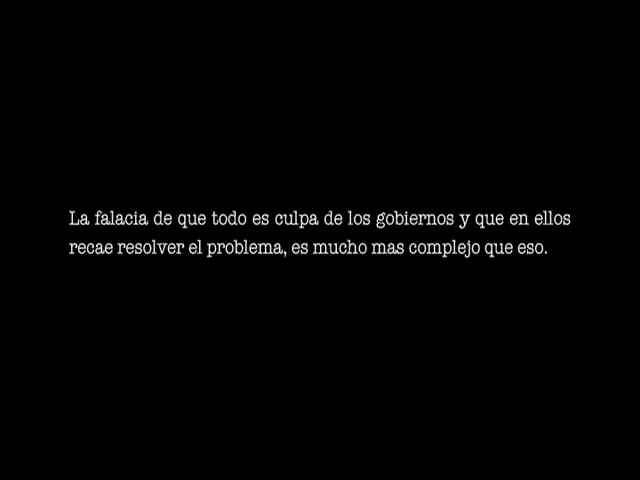 La falacia de que todo es culpa de los gobiernos y que en ellos
recae resolver el problema, es mucho mas complejo que eso.